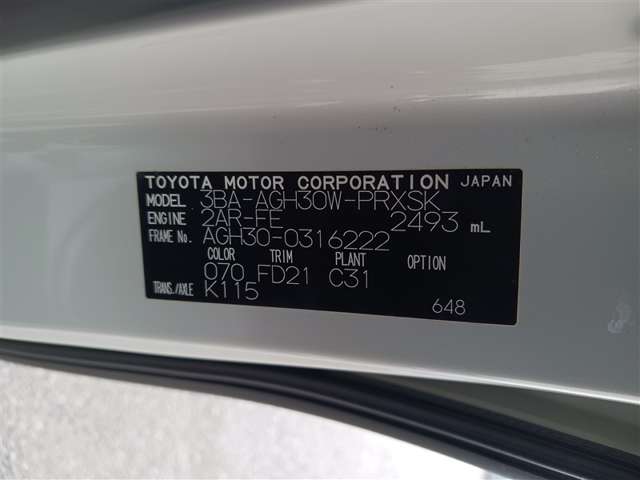 TOYOTA MOTOR CORPORATION JAPAN
MODEL 3BA-AGH30W-PRXSK
ENGINE 2AR-FE 2493 mL
FRAME No. AGH30-0316222
COLOR TRIM PLANT OPTION
070 FD21 C31
TRANS./AXLE K115
648